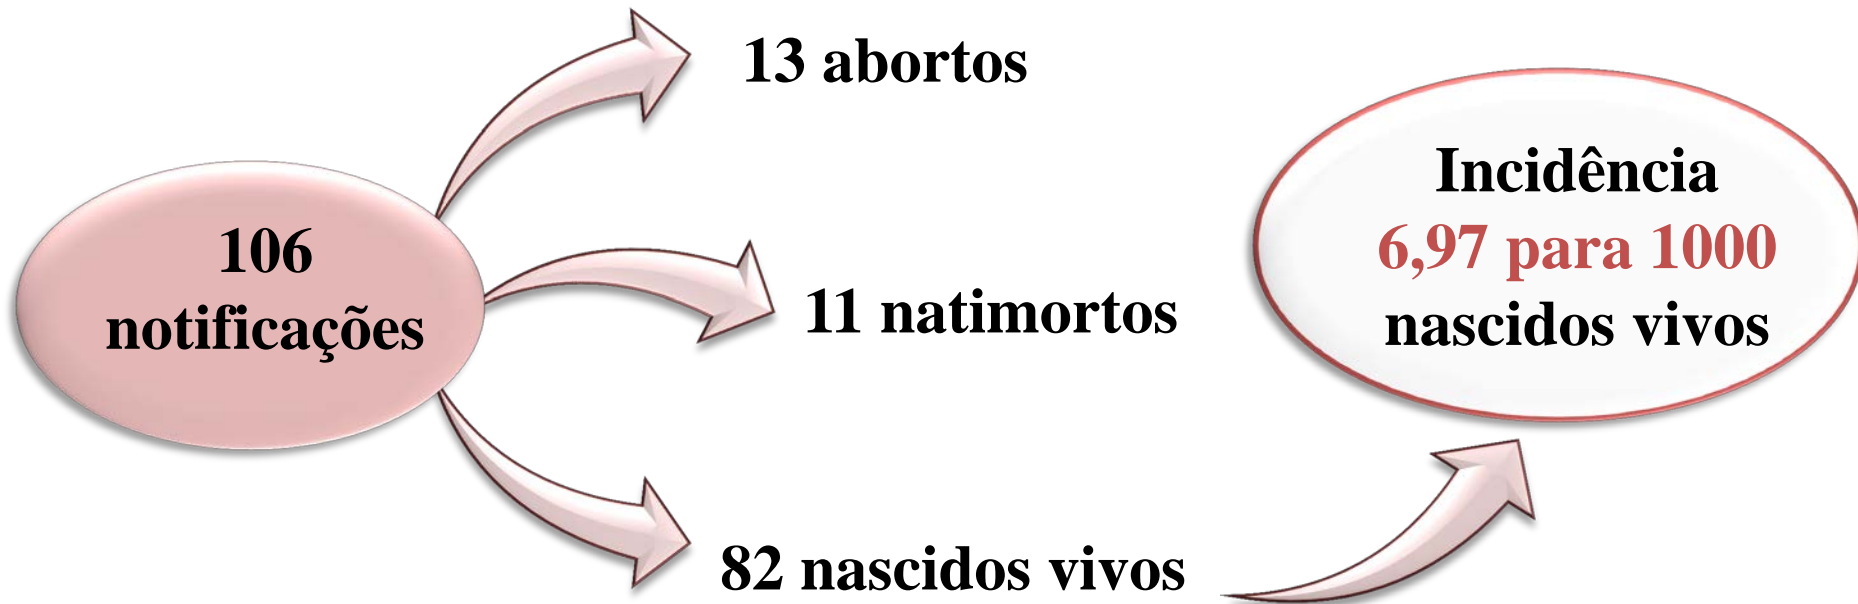 106
notificações
13 abortos
11 natimortos
82 nascidos vivos
Incidência
6,97 para 1000
nascidos vivos